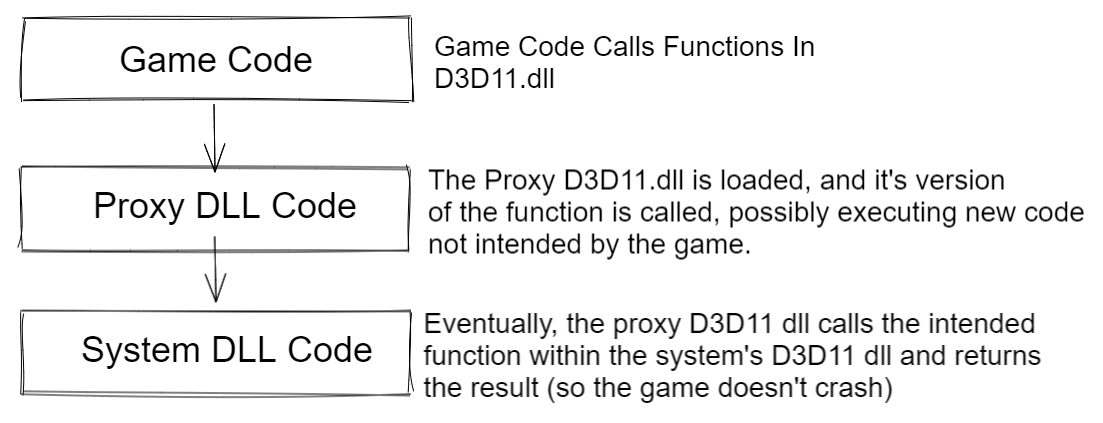 Game Code
Game Code Calls Functions In
D3D11.dll
Proxy DLL Code
The Proxy D3D11.dll is loaded, and it's version
of the function is called, possibly executing new code
not intended by the game.
System DLL Code
Eventually, the proxy D3D11 dll calls the intended
function within the system's D3D11 dll and returns
the result (so the game doesn't crash)